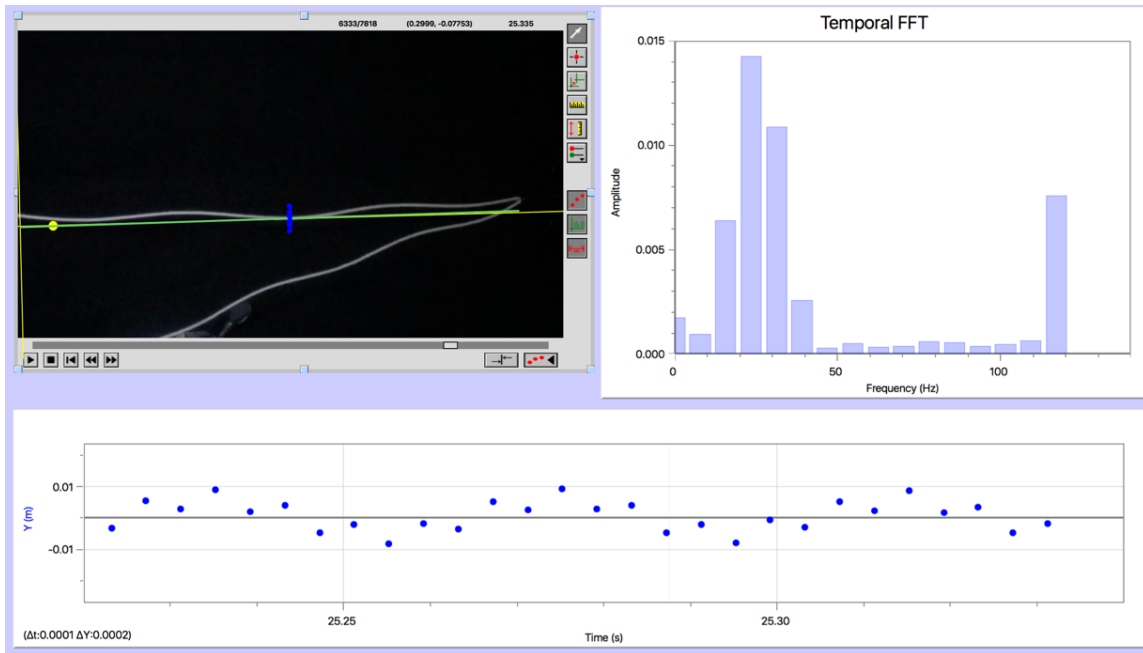 6333/7818 (0.2999, -0.07753) 25.335
Temporal FFT
0.015
0.010
0.005
0.000
Amplitude
0 50 100
Frequency (Hz)
0.01
-0.01
Y (m)
25.25 25.30
Time (s)
(Δt:0.0001 ΔY:0.0002)